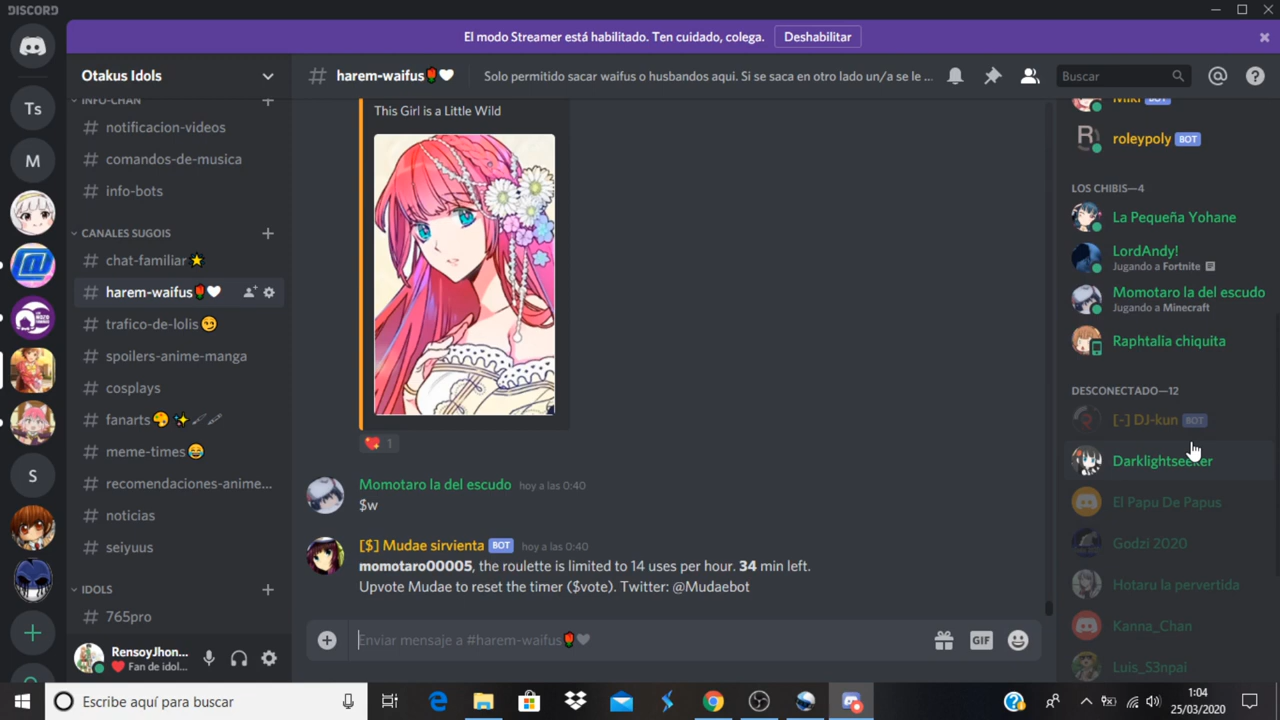 DISCORD
El modo Streamer está habilitado. Ten cuidado, colega.
Deshabilitar
Ts
M
S
Otakus Idols
INFO-CHAN
# notificacion-videos
# comandos-de-musica
# info-bots
CANALES SUGOIS
# chat-familiar🌟
# harem-waifus🌹🤍
# trafico-de-lolis😏
# spoilers-anime-manga
# cosplays
# fanarts🎨✨🖌🖌
# meme-times😂
# recomendaciones-anime...
# noticias
# seiyuus
IDOLS
# 765pro
RensoyJhon...
❤️ Fan de idol...
# harem-waifus🌹🤍
Solo permitido sacar waifus o husbandos aqui. Si se saca en otro lado un/a se le ...
Buscar
This Girl is a Little Wild
💖 1
Momotaro la del escudo hoy a las 0:40
$w
[$] Mudae sirvienta BOT hoy a las 0:40
momotaro00005, the roulette is limited to 14 uses per hour. 34 min left.
Upvote Mudae to reset the timer ($vote). Twitter: @Mudaebot
Enviar mensaje a #harem-waifus🌹🤍
GIF
Miki BOT
roleypoly BOT
LOS CHIBIS—4
La Pequeña Yohane
LordAndy!
Jugando a Fortnite
Momotaro la del escudo
Jugando a Minecraft
Raphtalia chiquita
DESCONECTADO—12
[-] DJ-kun BOT
Darklightseeker
El Papu De Papus
Godzi 2020
Hotaru la pervertida
Kanna_Chan
Luis_S3npai
Escribe aquí para buscar
1:04
25/03/2020